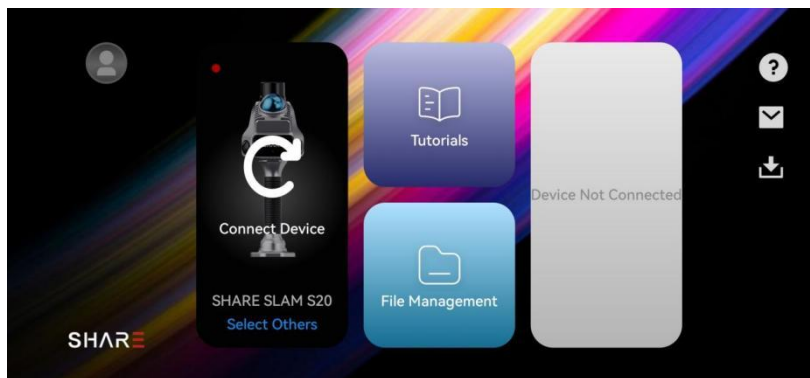 Connect Device
SHARE SLAM S20
Select Others
Tutorials
File Management
Device Not Connected
?
SHARE